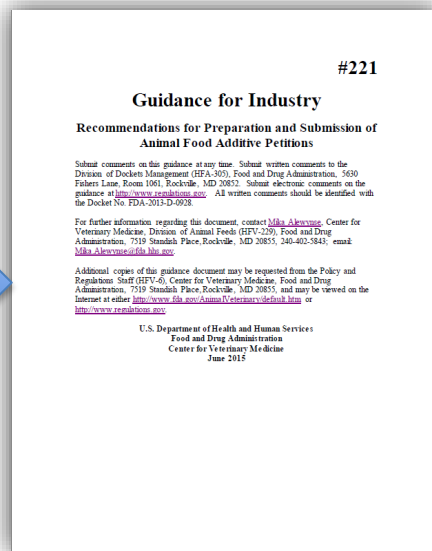 #221
Guidance for Industry
Recommendations for Preparation and Submission of
Animal Food Additive Petitions
Submit comments on this guidance at any time. Submit written comments to the
Division of Dockets Management (HFA-305), Food and Drug Administration, 5630
Fishers Lane, Room 1061, Rockville, MD 20852. Submit electronic comments on the
guidance at http://www.regulations.gov. All written comments should be identified with
the Docket No. FDA-2013-D-0928.
For further information regarding this document, contact Mika Alewynse, Center for
Veterinary Medicine, Division of Animal Feeds (HFV-229), Food and Drug
Administration, 7519 Standish Place, Rockville, MD 20855, 240-402-5843; email:
Mika.Alewynse@fda.hhs.gov.
Additional copies of this guidance document may be requested from the Policy and
Regulations Staff (HFV-6), Center for Veterinary Medicine, Food and Drug
Administration, 7519 Standish Place, Rockville, MD 20855, and may be viewed on the
Internet at either http://www.fda.gov/AnimalVeterinary/default.htm or
http://www.regulations.gov.
U.S. Department of Health and Human Services
Food and Drug Administration
Center for Veterinary Medicine
June 2015